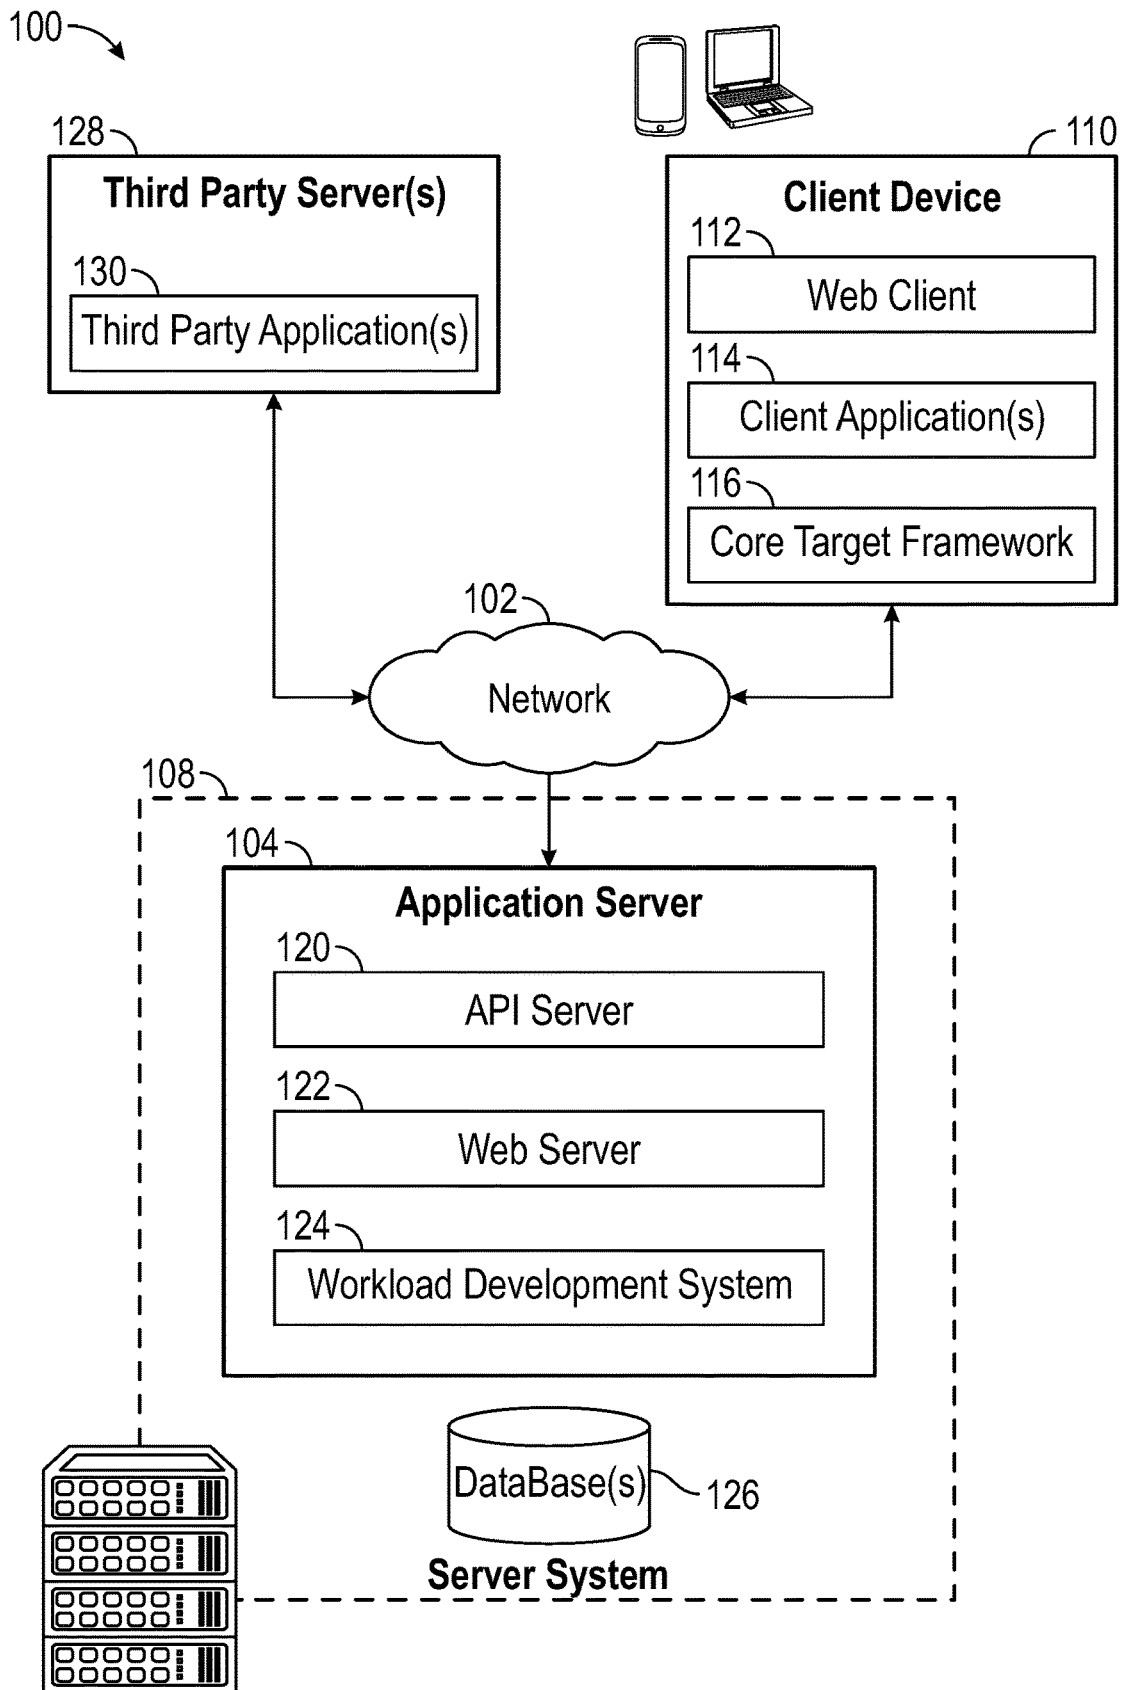 100
128
Third Party Server(s)
130
Third Party Application(s)
110
Client Device
112
Web Client
114
Client Application(s)
116
Core Target Framework
102
Network
108
104
Application Server
120
API Server
122
Web Server
124
Workload Development System
DataBase(s)
126
Server System